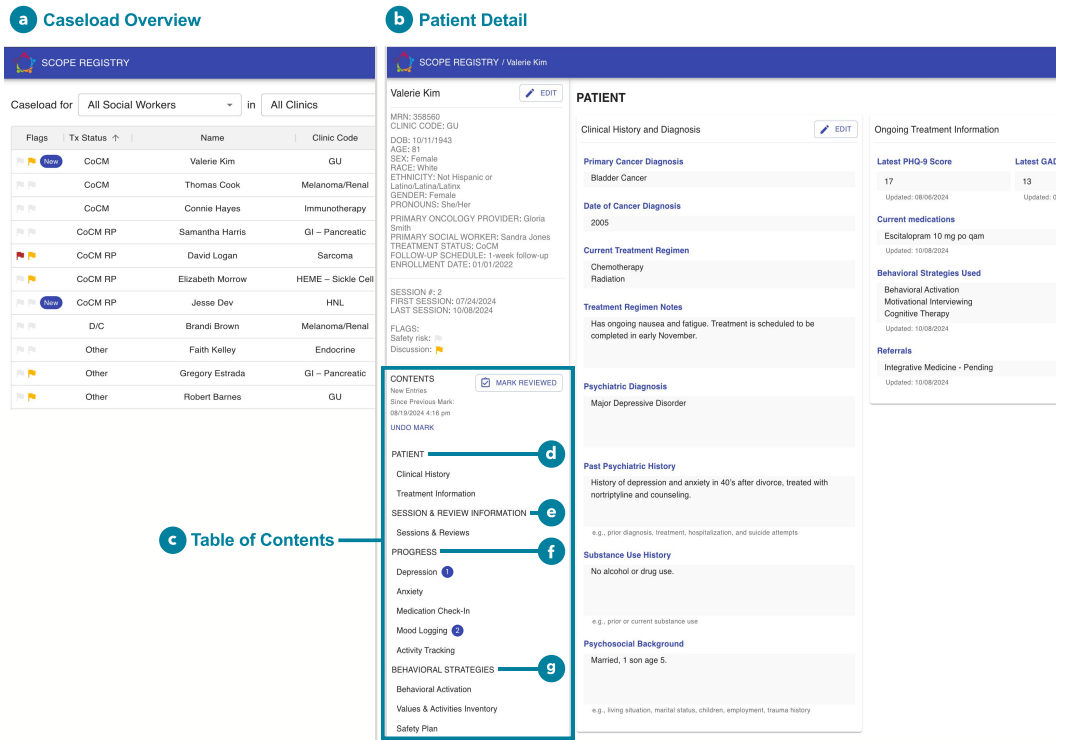 a Caseload Overview
SCOPE REGISTRY
Caseload for All Social Workers in All Clinics
Flags Tx Status ↑ Name Clinic Code
New CoCM Valerie Kim GU
CoCM Thomas Cook Melanoma/Renal
CoCM Connie Hayes Immunotherapy
CoCM RP Samantha Harris GI – Pancreatic
CoCM RP David Logan Sarcoma
CoCM RP Elizabeth Morrow HEME – Sickle Cell
New CoCM RP Jesse Dev HNL
D/C Brandi Brown Melanoma/Renal
Other Faith Kelley Endocrine
Other Gregory Estrada GI – Pancreatic
Other Robert Barnes GU
b Patient Detail
SCOPE REGISTRY / Valerie Kim
Valerie Kim EDIT
MRN: 358560
CLINIC CODE: GU
DOB: 10/11/1943
AGE: 81
SEX: Female
RACE: White
ETHNICITY: Not Hispanic or
Latino/Latina/Latinx
GENDER: Female
PRONOUNS: She/Her
PRIMARY ONCOLOGY PROVIDER: Gloria
Smith
PRIMARY SOCIAL WORKER: Sandra Jones
TREATMENT STATUS: CoCM
FOLLOW-UP SCHEDULE: 1-week follow-up
ENROLLMENT DATE: 01/01/2022
SESSION #: 2
FIRST SESSION: 07/24/2024
LAST SESSION: 10/08/2024
FLAGS:
Safety risk:
Discussion:
c Table of Contents
CONTENTS MARK REVIEWED
New Entries
Since Previous Mark:
08/19/2024 4:18 pm
UNDO MARK
PATIENT d
Clinical History
Treatment Information
SESSION & REVIEW INFORMATION e
Sessions & Reviews
PROGRESS f
Depression 1
Anxiety
Medication Check-In
Mood Logging 2
Activity Tracking
BEHAVIORAL STRATEGIES g
Behavioral Activation
Values & Activities Inventory
Safety Plan
PATIENT
Clinical History and Diagnosis EDIT
Primary Cancer Diagnosis
Bladder Cancer
Date of Cancer Diagnosis
2005
Current Treatment Regimen
Chemotherapy
Radiation
Treatment Regimen Notes
Has ongoing nausea and fatigue. Treatment is scheduled to be
completed in early November.
Psychiatric Diagnosis
Major Depressive Disorder
Past Psychiatric History
History of depression and anxiety in 40's after divorce, treated with
nortriptyline and counseling.
e.g., prior diagnosis, treatment, hospitalization, and suicide attempts
Substance Use History
No alcohol or drug use.
e.g., prior or current substance use
Psychosocial Background
Married, 1 son age 5.
e.g., living situation, marital status, children, employment, trauma history
Ongoing Treatment Information
Latest PHQ-9 Score Latest GAD
17 13
Updated: 08/06/2024 Updated: 0
Current medications
Escitalopram 10 mg po qam
Updated: 10/08/2024
Behavioral Strategies Used
Behavioral Activation
Motivational Interviewing
Cognitive Therapy
Updated: 10/08/2024
Referrals
Integrative Medicine - Pending
Updated: 10/08/2024